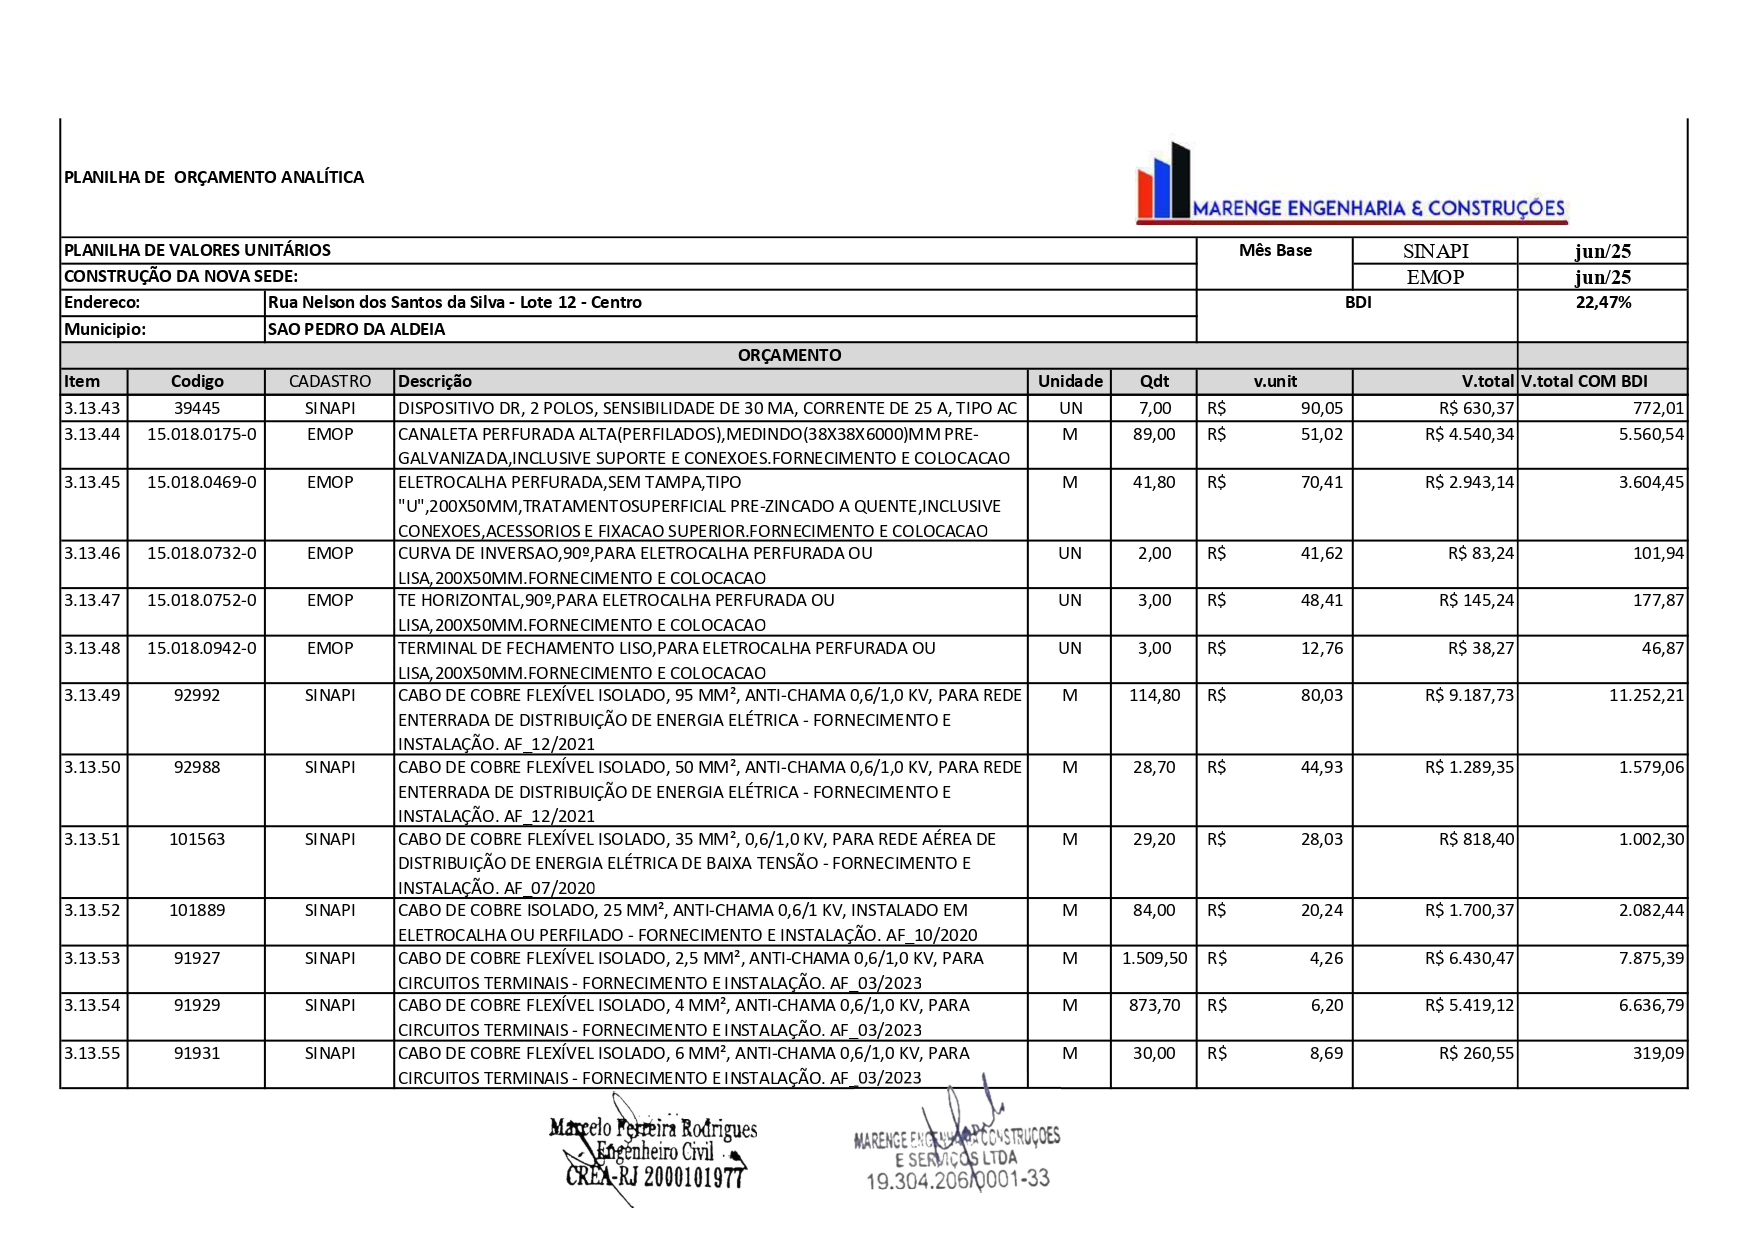 PLANILHA DE ORÇAMENTO ANALÍTICA
MARENGE ENGENHARIA & CONSTRUÇÕES
PLANILHA DE VALORES UNITÁRIOS Mês Base SINAPI jun/25
CONSTRUÇÃO DA NOVA SEDE: EMOP jun/25
Endereco: Rua Nelson dos Santos da Silva - Lote 12 - Centro BDI 22,47%
Municipio: SAO PEDRO DA ALDEIA
ORÇAMENTO
Item Codigo CADASTRO Descrição Unidade Qdt v.unit V.total V.total COM BDI
3.13.43 39445 SINAPI DISPOSITIVO DR, 2 POLOS, SENSIBILIDADE DE 30 MA, CORRENTE DE 25 A, TIPO AC UN 7,00 R$ 90,05 R$ 630,37 772,01
3.13.44 15.018.0175-0 EMOP CANALETA PERFURADA ALTA(PERFILADOS),MEDINDO(38X38X6000)MM PRE- M 89,00 R$ 51,02 R$ 4.540,34 5.560,54
GALVANIZADA,INCLUSIVE SUPORTE E CONEXOES.FORNECIMENTO E COLOCACAO
3.13.45 15.018.0469-0 EMOP ELETROCALHA PERFURADA,SEM TAMPA,TIPO M 41,80 R$ 70,41 R$ 2.943,14 3.604,45
"U",200X50MM,TRATAMENTOSUPERFICIAL PRE-ZINCADO A QUENTE,INCLUSIVE
CONEXOES,ACESSORIOS E FIXACAO SUPERIOR.FORNECIMENTO E COLOCACAO
3.13.46 15.018.0732-0 EMOP CURVA DE INVERSAO,90º,PARA ELETROCALHA PERFURADA OU UN 2,00 R$ 41,62 R$ 83,24 101,94
LISA,200X50MM.FORNECIMENTO E COLOCACAO
3.13.47 15.018.0752-0 EMOP TE HORIZONTAL,90º,PARA ELETROCALHA PERFURADA OU UN 3,00 R$ 48,41 R$ 145,24 177,87
LISA,200X50MM.FORNECIMENTO E COLOCACAO
3.13.48 15.018.0942-0 EMOP TERMINAL DE FECHAMENTO LISO,PARA ELETROCALHA PERFURADA OU UN 3,00 R$ 12,76 R$ 38,27 46,87
LISA,200X50MM.FORNECIMENTO E COLOCACAO
3.13.49 92992 SINAPI CABO DE COBRE FLEXÍVEL ISOLADO, 95 MM², ANTI-CHAMA 0,6/1,0 KV, PARA REDE M 114,80 R$ 80,03 R$ 9.187,73 11.252,21
ENTERRADA DE DISTRIBUIÇÃO DE ENERGIA ELÉTRICA - FORNECIMENTO E
INSTALAÇÃO. AF_12/2021
3.13.50 92988 SINAPI CABO DE COBRE FLEXÍVEL ISOLADO, 50 MM², ANTI-CHAMA 0,6/1,0 KV, PARA REDE M 28,70 R$ 44,93 R$ 1.289,35 1.579,06
ENTERRADA DE DISTRIBUIÇÃO DE ENERGIA ELÉTRICA - FORNECIMENTO E
INSTALAÇÃO. AF_12/2021
3.13.51 101563 SINAPI CABO DE COBRE FLEXÍVEL ISOLADO, 35 MM², 0,6/1,0 KV, PARA REDE AÉREA DE M 29,20 R$ 28,03 R$ 818,40 1.002,30
DISTRIBUIÇÃO DE ENERGIA ELÉTRICA DE BAIXA TENSÃO - FORNECIMENTO E
INSTALAÇÃO. AF_07/2020
3.13.52 101889 SINAPI CABO DE COBRE ISOLADO, 25 MM², ANTI-CHAMA 0,6/1 KV, INSTALADO EM M 84,00 R$ 20,24 R$ 1.700,37 2.082,44
ELETROCALHA OU PERFILADO - FORNECIMENTO E INSTALAÇÃO. AF_10/2020
3.13.53 91927 SINAPI CABO DE COBRE FLEXÍVEL ISOLADO, 2,5 MM², ANTI-CHAMA 0,6/1,0 KV, PARA M 1.509,50 R$ 4,26 R$ 6.430,47 7.875,39
CIRCUITOS TERMINAIS - FORNECIMENTO E INSTALAÇÃO. AF_03/2023
3.13.54 91929 SINAPI CABO DE COBRE FLEXÍVEL ISOLADO, 4 MM², ANTI-CHAMA 0,6/1,0 KV, PARA M 873,70 R$ 6,20 R$ 5.419,12 6.636,79
CIRCUITOS TERMINAIS - FORNECIMENTO E INSTALAÇÃO. AF_03/2023
3.13.55 91931 SINAPI CABO DE COBRE FLEXÍVEL ISOLADO, 6 MM², ANTI-CHAMA 0,6/1,0 KV, PARA M 30,00 R$ 8,69 R$ 260,55 319,09
CIRCUITOS TERMINAIS - FORNECIMENTO E INSTALAÇÃO. AF_03/2023
Marcelo Ferreira Rodrigues
Engenheiro Civil
CREA-RJ 2000101977
MARENGE ENGENHARIA CONSTRUÇOES
E SERVIÇOS LTDA
19.304.206/0001-33